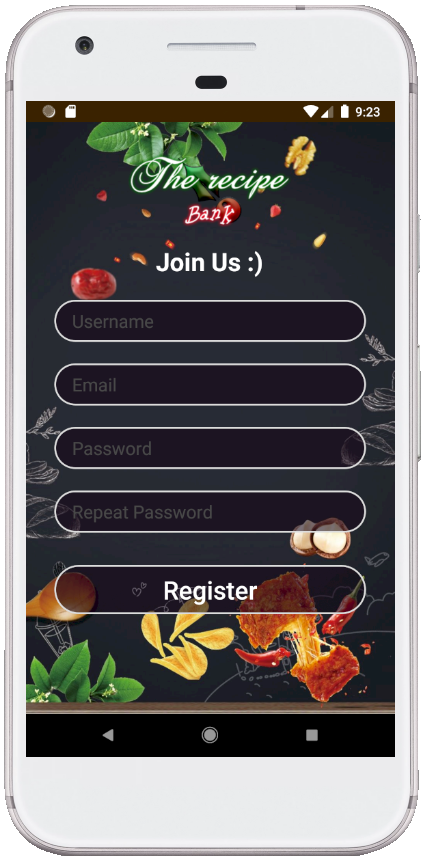 9:23
The recipe
Bank
Join Us :)
Username
Email
Password
Repeat Password
Register